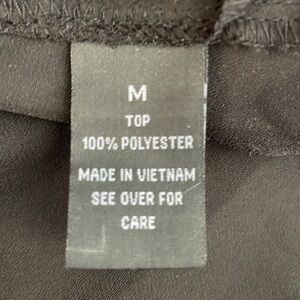 M
TOP
100% POLYESTER
MADE IN VIETNAM
SEE OVER FOR
CARE